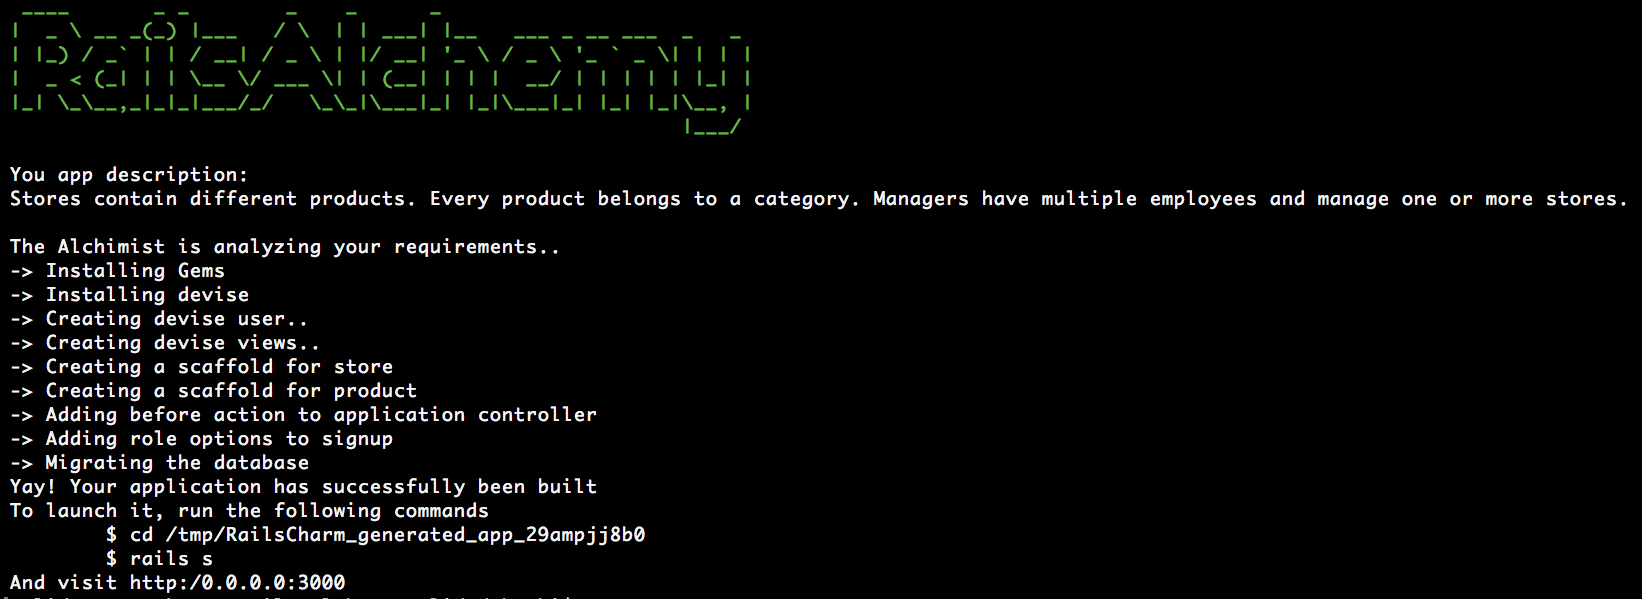 RailsAlchemy
You app description:
Stores contain different products. Every product belongs to a category. Managers have multiple employees and manage one or more stores.
The Alchimist is analyzing your requirements..
-> Installing Gems
-> Installing devise
-> Creating devise user..
-> Creating devise views..
-> Creating a scaffold for store
-> Creating a scaffold for product
-> Adding before action to application controller
-> Adding role options to signup
-> Migrating the database
Yay! Your application has successfully been built
To launch it, run the following commands
$ cd /tmp/RailsCharm_generated_app_29ampjj8b0
$ rails s
And visit http:/0.0.0.0:3000